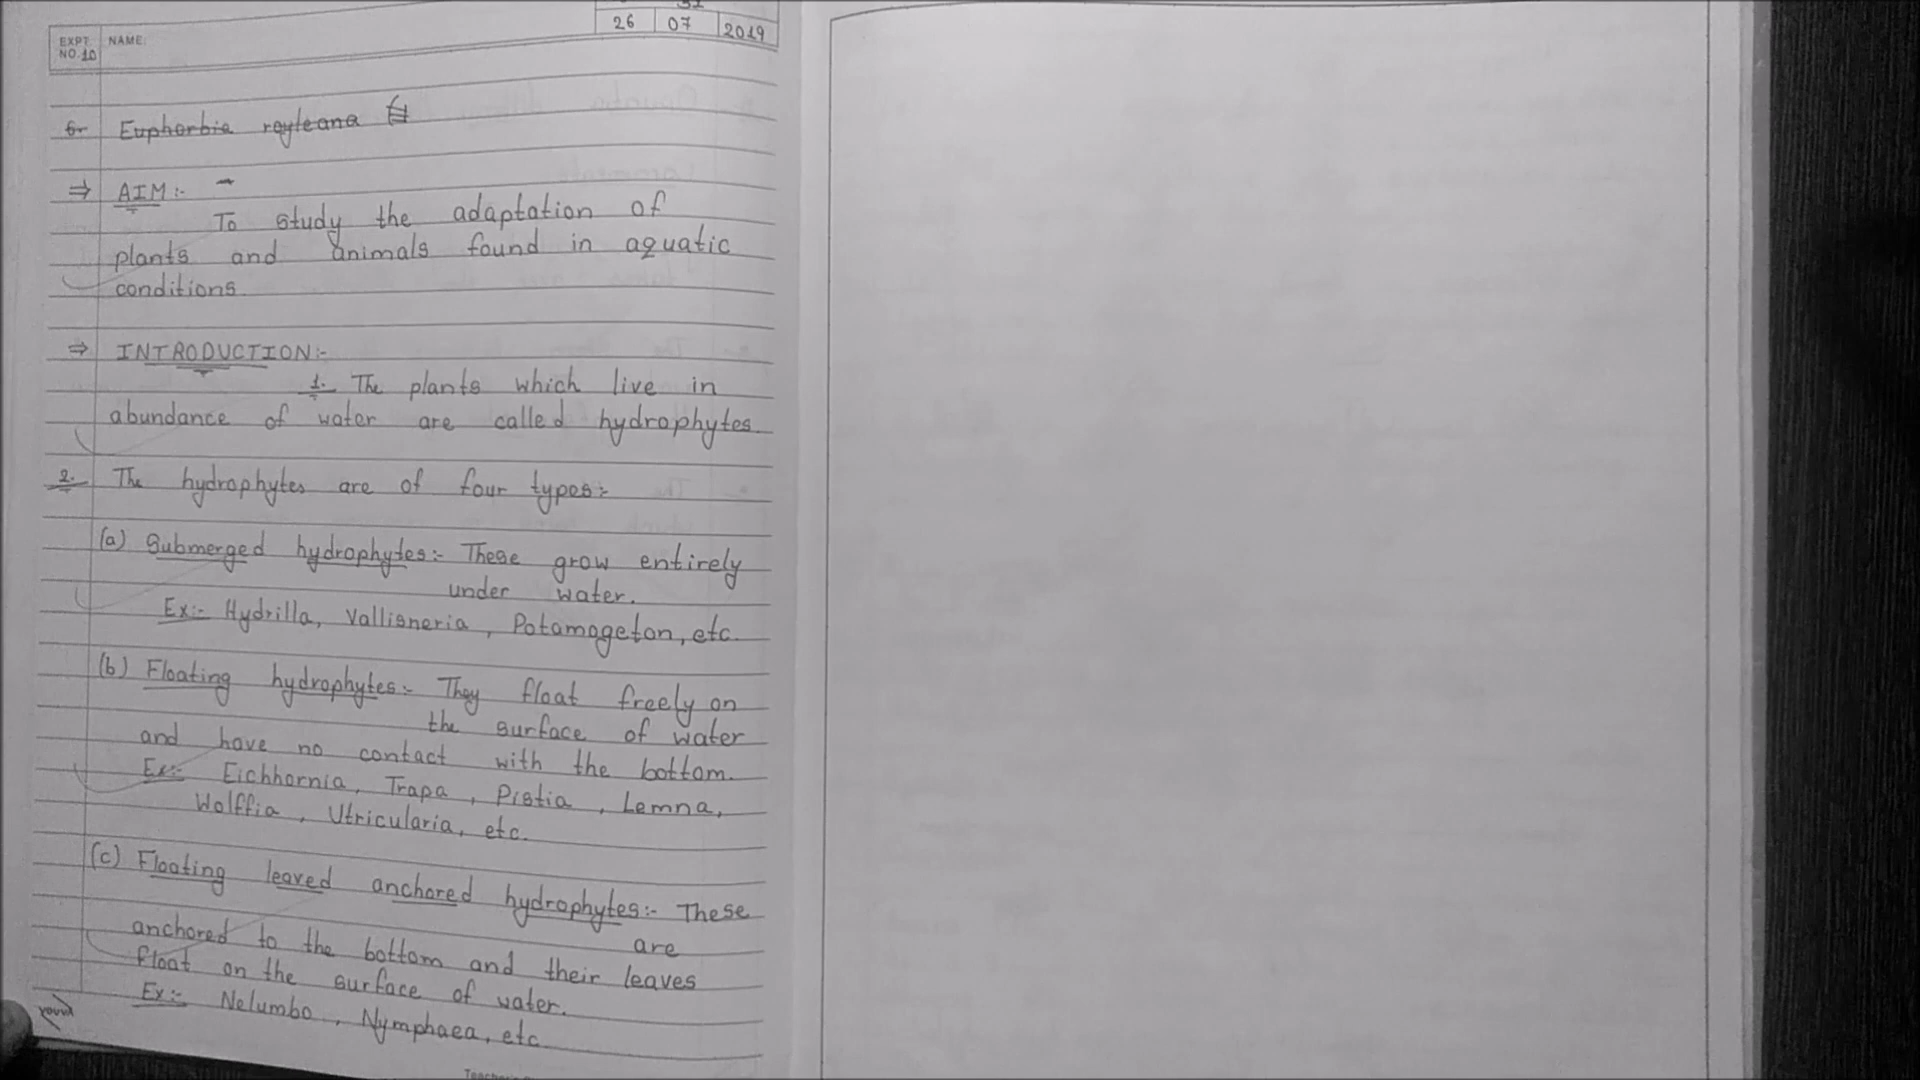 26 07 2019
EXPT. NO. 10 NAME:
Euphorbia royleana
⇒ AIM:-
To study the adaptation of
plants and animals found in aquatic
conditions
⇒ INTRODUCTION:-
1. The plants which live in
abundance of water are called hydrophytes
2. The hydrophytes are of four types:-
(a) Submerged hydrophytes:- These grow entirely
under water.
Ex:- Hydrilla, Vallisneria, Potamogeton, etc.
(b) Floating hydrophytes:- They float freely on
the surface of water
and have no contact with the bottom.
Ex:- Eichhornia, Trapa, Pistia, Lemna,
Wolffia, Utricularia, etc.
(c) Floating leaved anchored hydrophytes:- These
are
anchored to the bottom and their leaves
float on the surface of water.
Ex:- Nelumbo, Nymphaea, etc